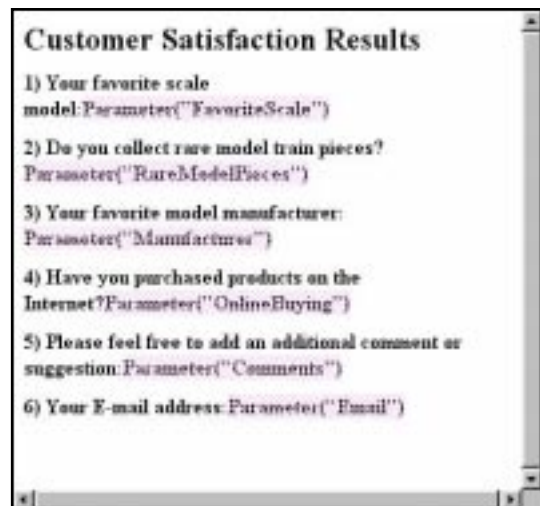 Customer Satisfaction Results
1) Your favorite scale
model:Parameter("FavoriteScale")
2) Do you collect rare model train pieces?
Parameter("RareModelPieces")
3) Your favorite model manufacturer:
Parameter("Manufactures")
4) Have you purchased products on the
Internet?Parameter("OnlineBuying")
5) Please feel free to add an additional comment or
suggestion:Parameter("Comments")
6) Your E-mail address:Parameter("Email")